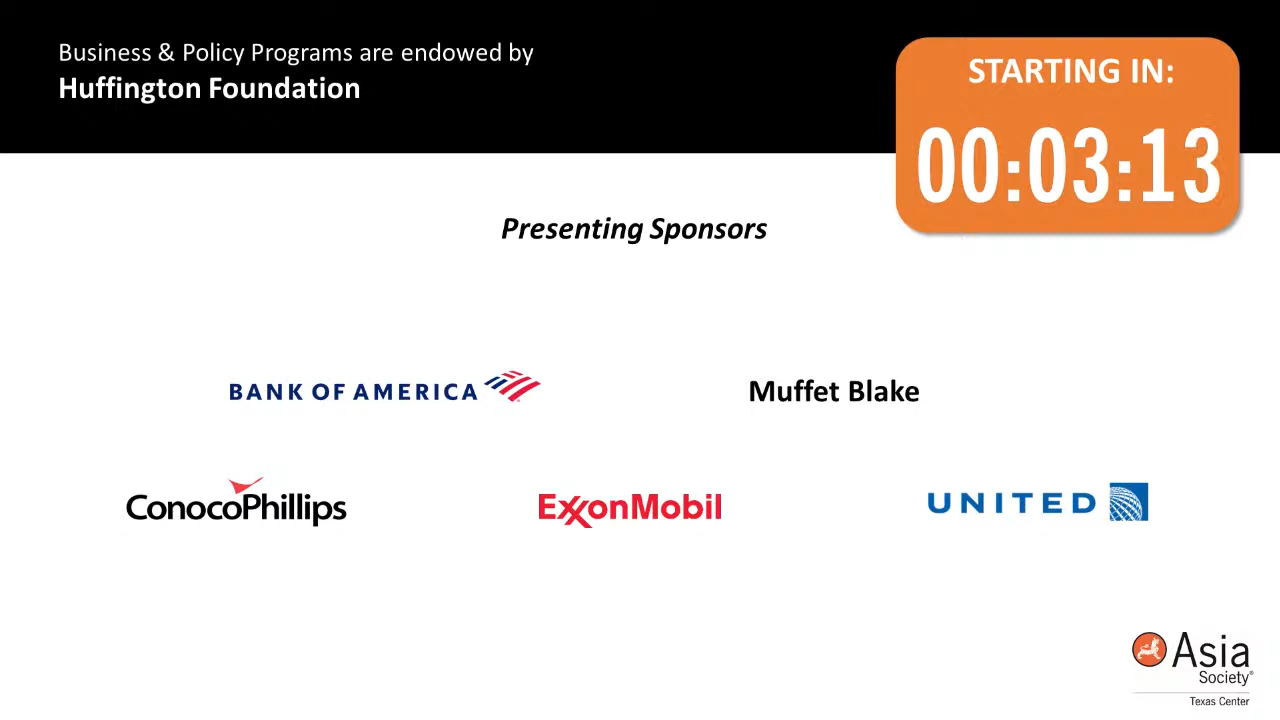 Business & Policy Programs are endowed by
Huffington Foundation
STARTING IN:
00:03:13
Presenting Sponsors
BANK OF AMERICA
Muffet Blake
ConocoPhillips
ExxonMobil
UNITED
Asia
Society®
Texas Center